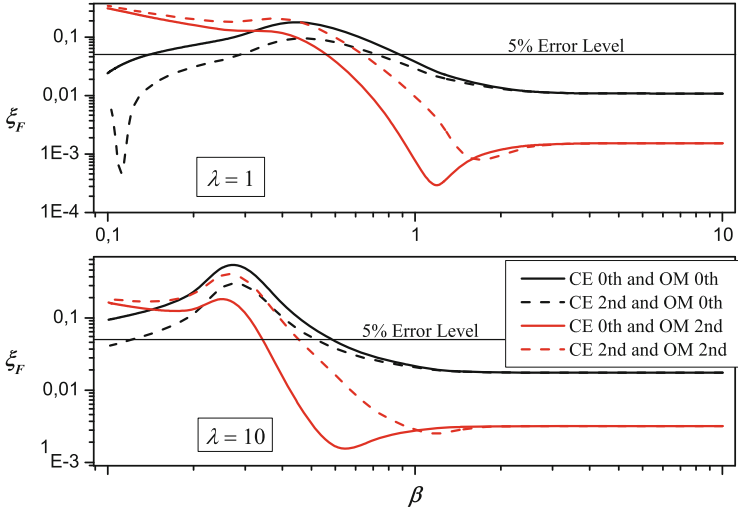 0,1
5% Error Level
0,01
ξF
1E-3
λ = 1
1E-4
0,1
1
10
CE 0th and OM 0th
CE 2nd and OM 0th
CE 0th and OM 2nd
CE 2nd and OM 2nd
0,1
5% Error Level
ξF
0,01
λ = 10
1
E-3
β